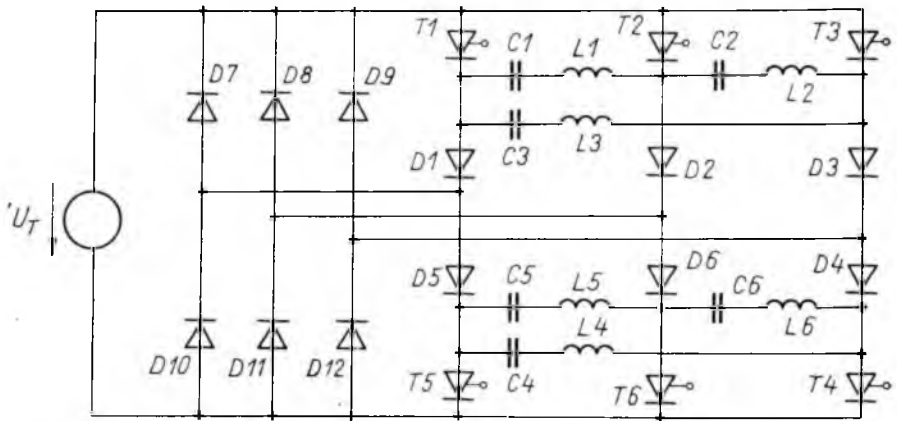 T1 C1 L1 T2 C2 T3
D7 D8 D9
L2
C3 L3
D1 D2 D3
'U_T
D5 C5 L5 D6 C6 D4
L4 L6
D10 D11 D12 T5 C4 T6 T4